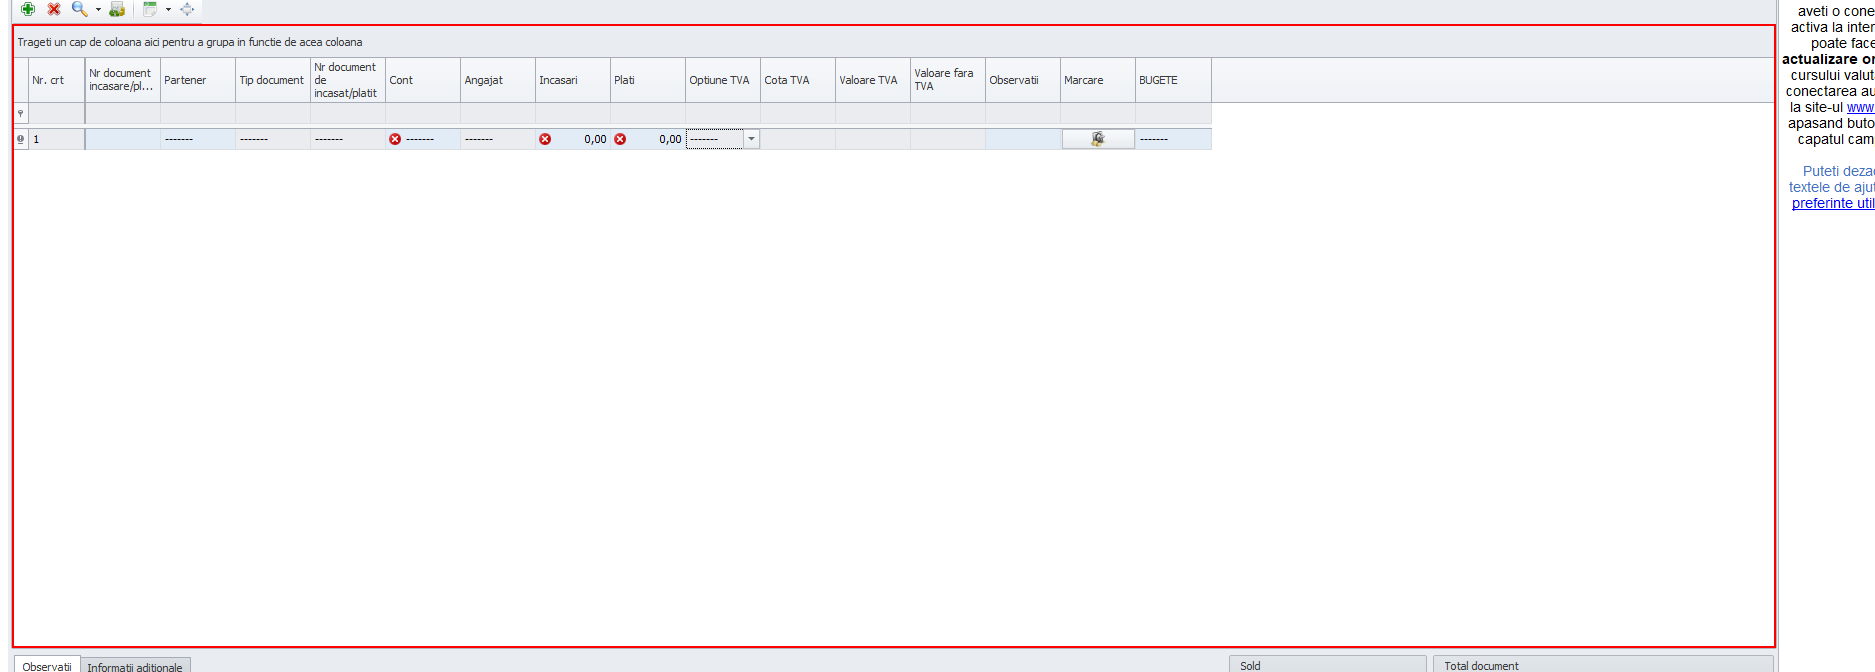 Trageti un cap de coloana aici pentru a grupa in functie de acea coloana
Nr. crt
Nr document
incasare/pl...
Partener
Tip document
Nr document
de
incasat/platit
Cont
Angajat
Incasari
Plati
Optiune TVA
Cota TVA
Valoare TVA
Valoare fara
TVA
Observatii
Marcare
BUGETE
1
-------
-------
-------
-------
-------
0,00
0,00
-------
-------
Observatii
Informatii aditionale
Sold
Total document
aveti o cone
activa la inter
poate face
actualizare or
cursului valut
conectarea au
la site-ul www
apasand buto
capatul cam
Puteti deza
textele de ajut
preferinte util